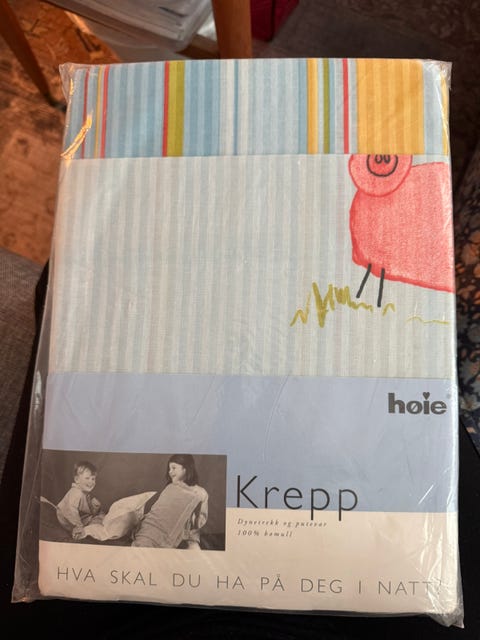 høie
Krepp
Dynetrekk og putevar
100% bomull
HVA SKAL DU HA PÅ DEG I NATT?